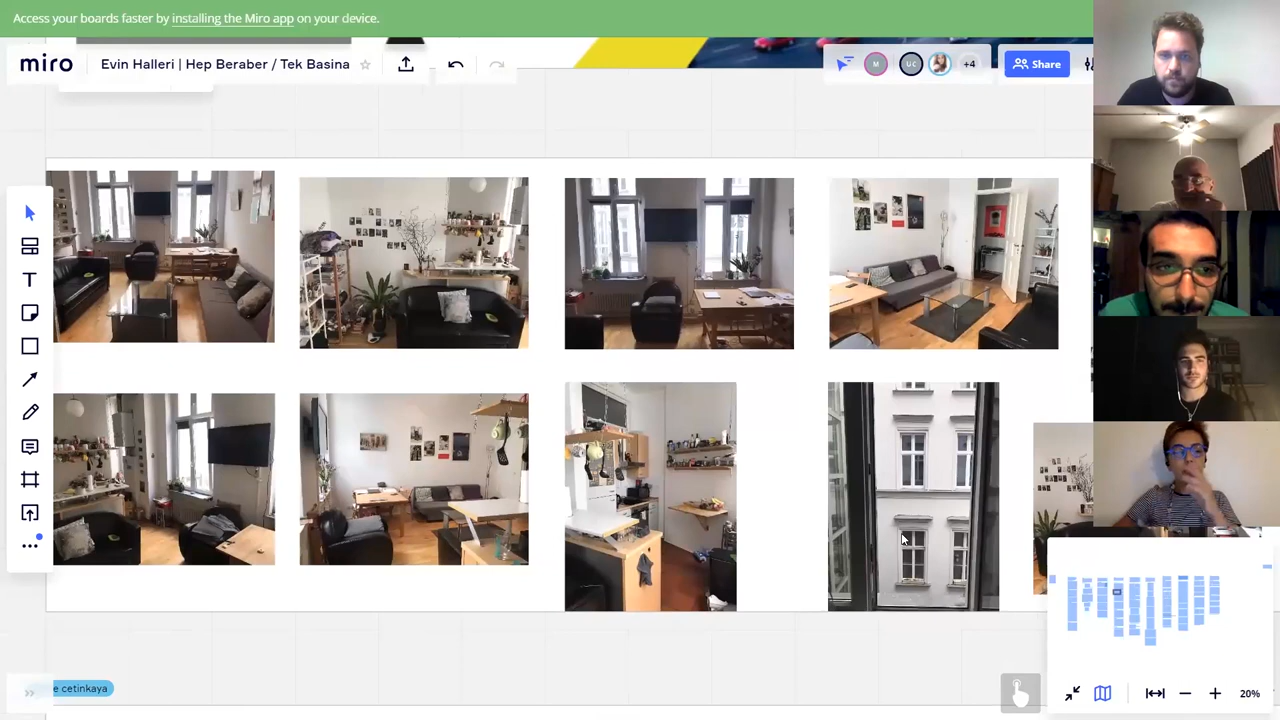 Access your boards faster by installing the Miro app on your device.
miro
Evin Halleri | Hep Beraber / Tek Basina
M
UC
+4
Share
T
e cetinkaya
20%